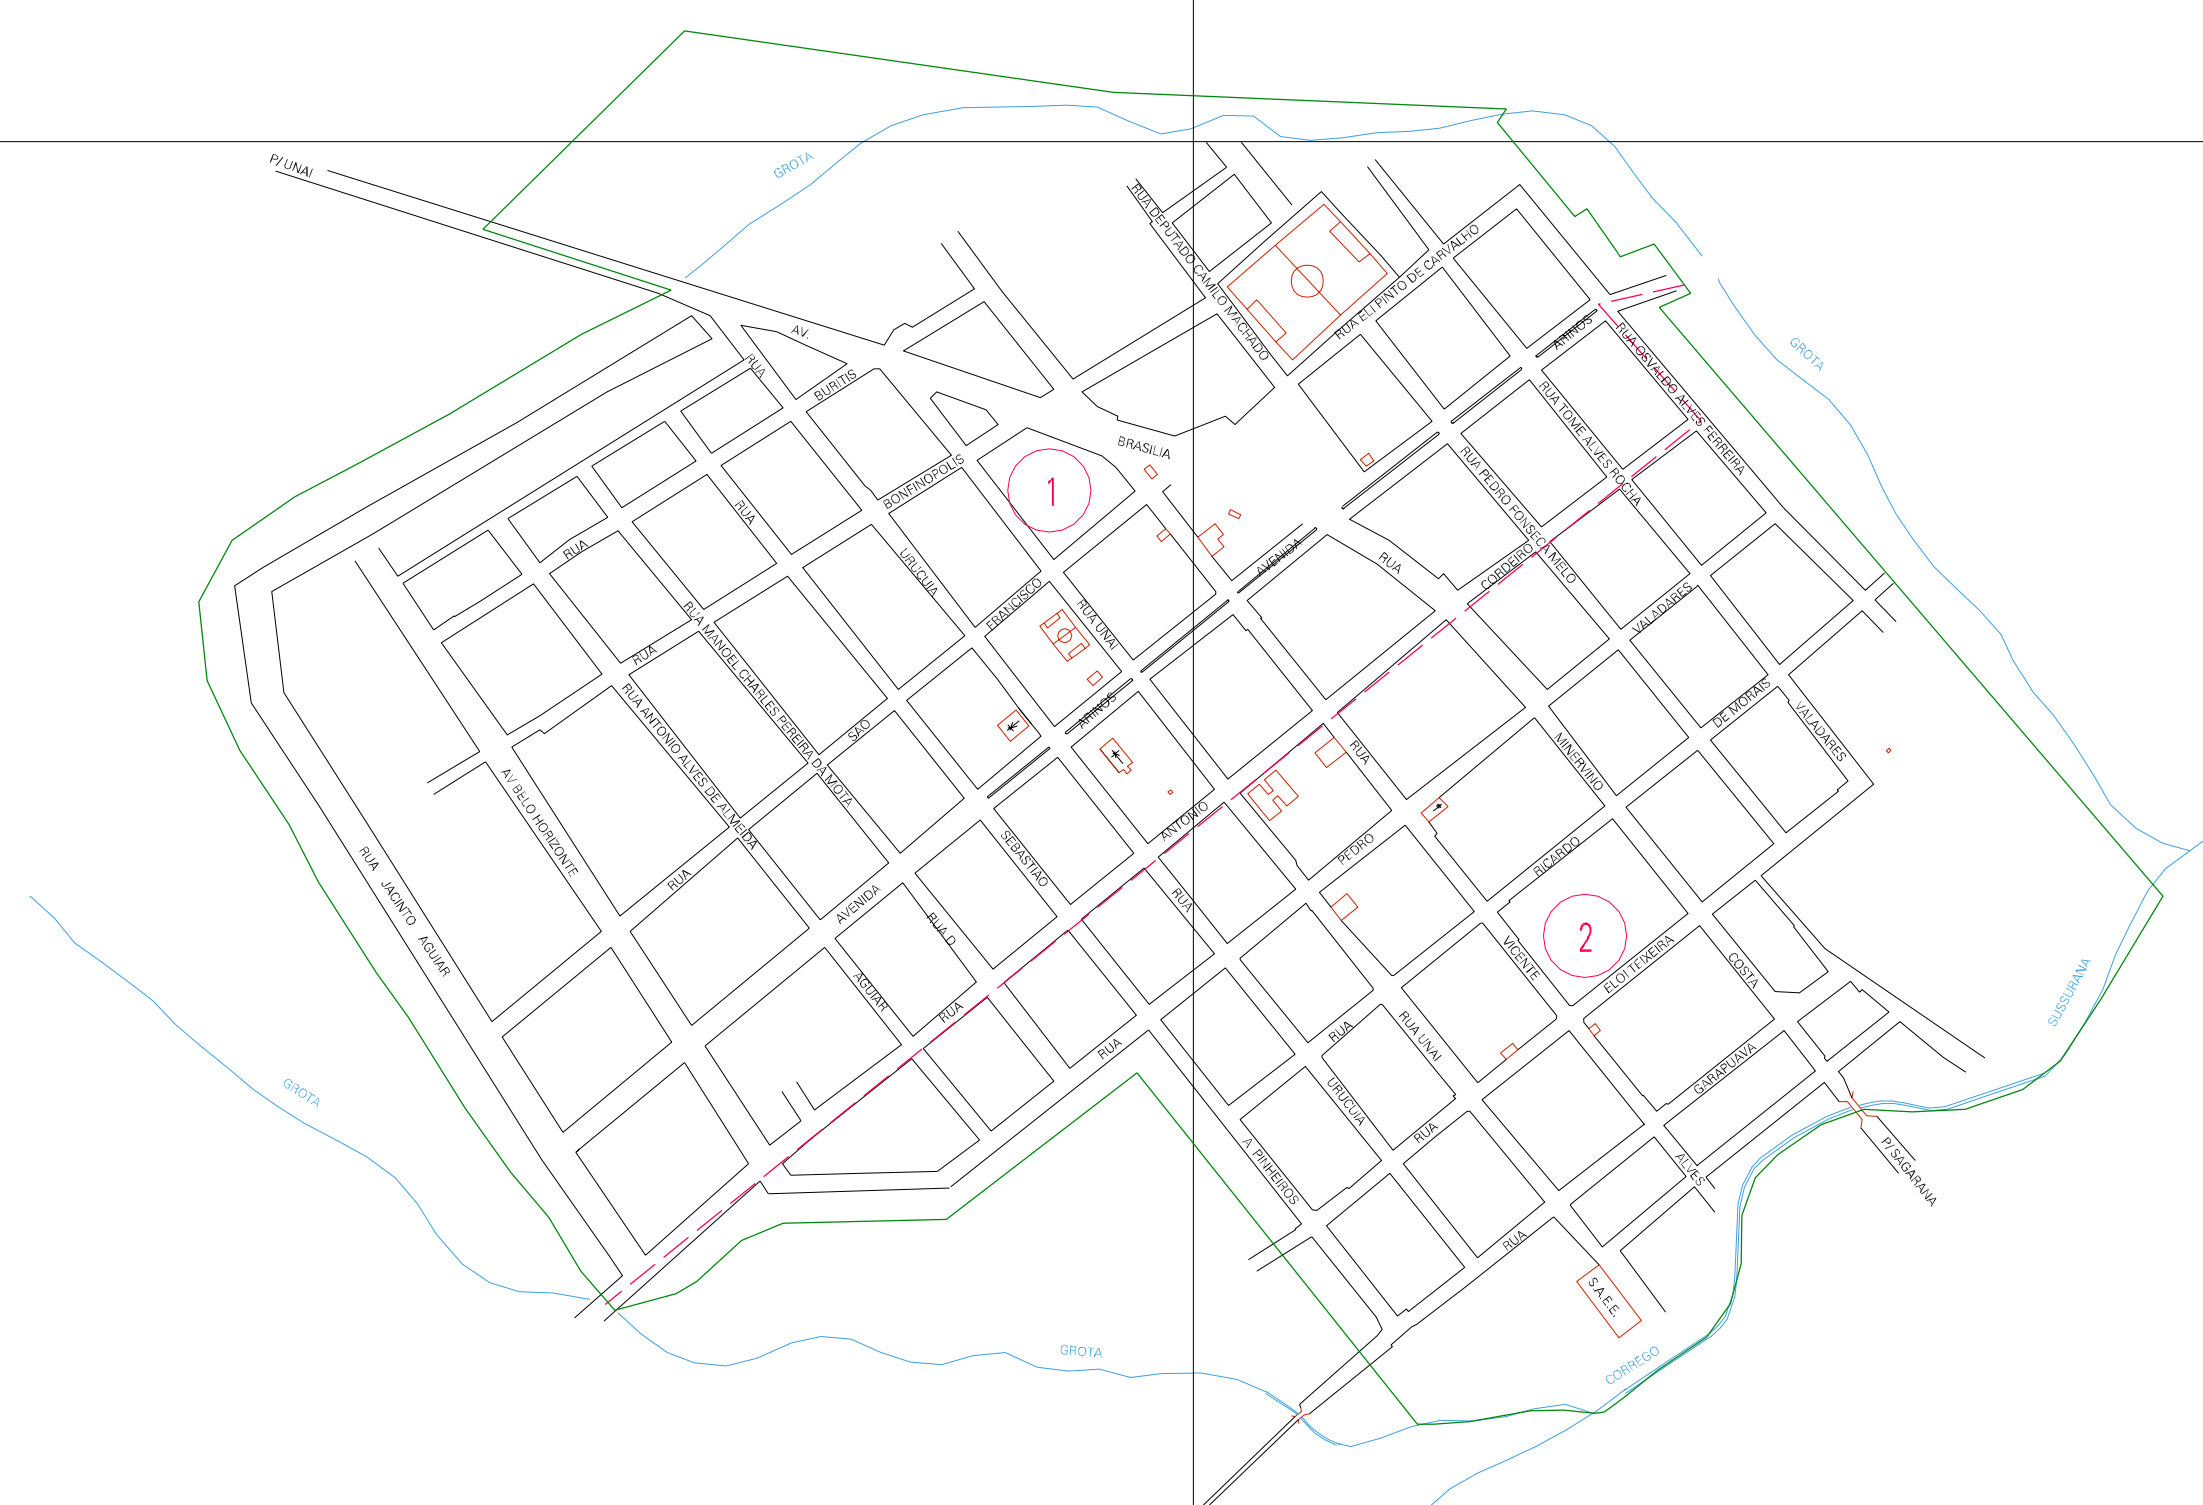 P/ UNAI
GROTA
RUA DEPUTADO CAMILO MACHADO
RUA ELI PINTO DE CARVALHO
AV.
RUA
BURITIS
ARINOS
RUA OSVALDO ALVES FERREIRA
GROTA
BRASILIA
BONFINOPOLIS
RUA TOME ALVES ROCHA
RUA PEDRO FONSECA MELO
1
RUA
RUA
URUCUIA
AVENIDA
RUA
CORDEIRO
FRANCISCO
RUA UNAI
VALADARES
RUA MANOEL CHARLES PEREIRA DA MOTA
RUA
RUA ANTONIO ALVES DE ALMEIDA
SAO
ARINOS
DE MORAIS
VALADARES
RUA
MINERVINO
AV BELO HORIZONTE
ANTONIO
SEBASTIAO
PEDRO
RICARDO
RUA JACINTO AGUIAR
RUA
AVENIDA
RUA D
RUA
2
VICENTE
ELOI TEIXEIRA
COSTA
AGUIAR
RUA
RUA
RUA
RUA UNAI
SUSSURANA
GROTA
GARAPUAVA
URUCUIA
RUA
A PINHEIROS
ALVES
P/ SAGARANA
RUA
S.A.E.E.
GROTA
CORREGO